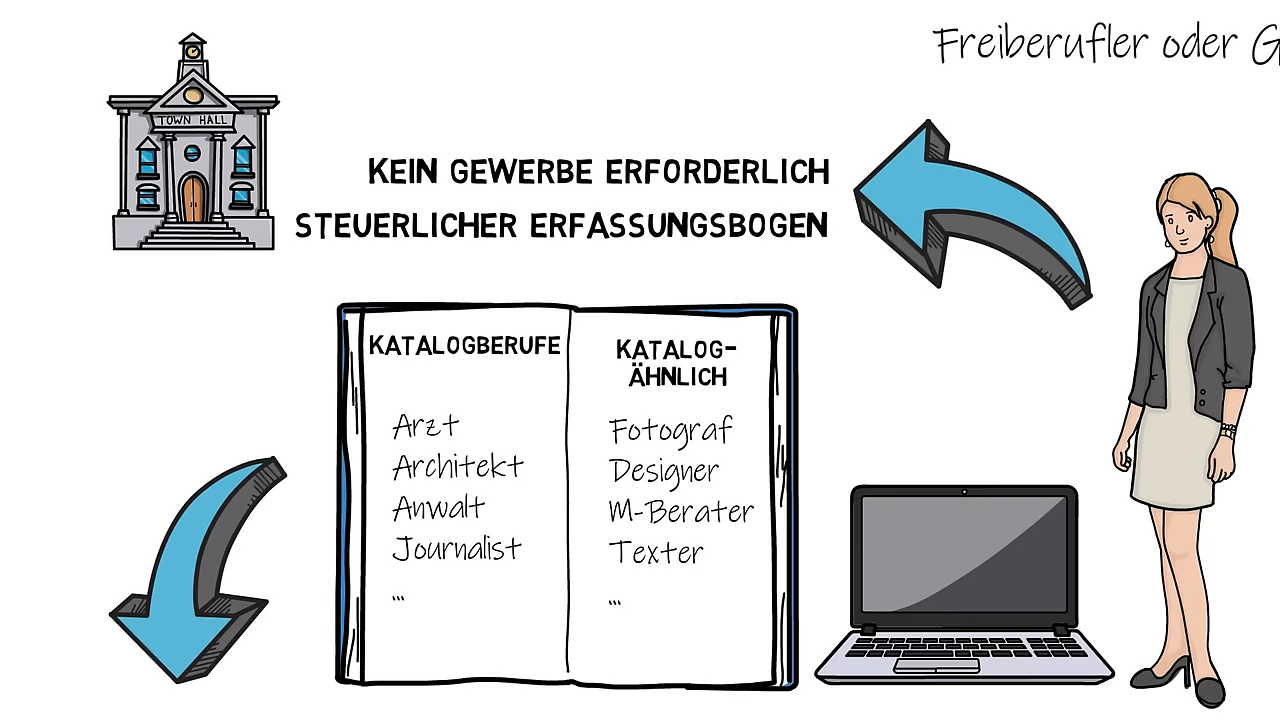 Freiberufler oder G
TOWN HALL
KEIN GEWERBE ERFORDERLICH
STEUERLICHER ERFASSUNGSBOGEN
KATALOGBERUFE
Arzt
Architekt
Anwalt
Journalist
...
KATALOG-
ÄHNLICH
Fotograf
Designer
M-Berater
Texter
...